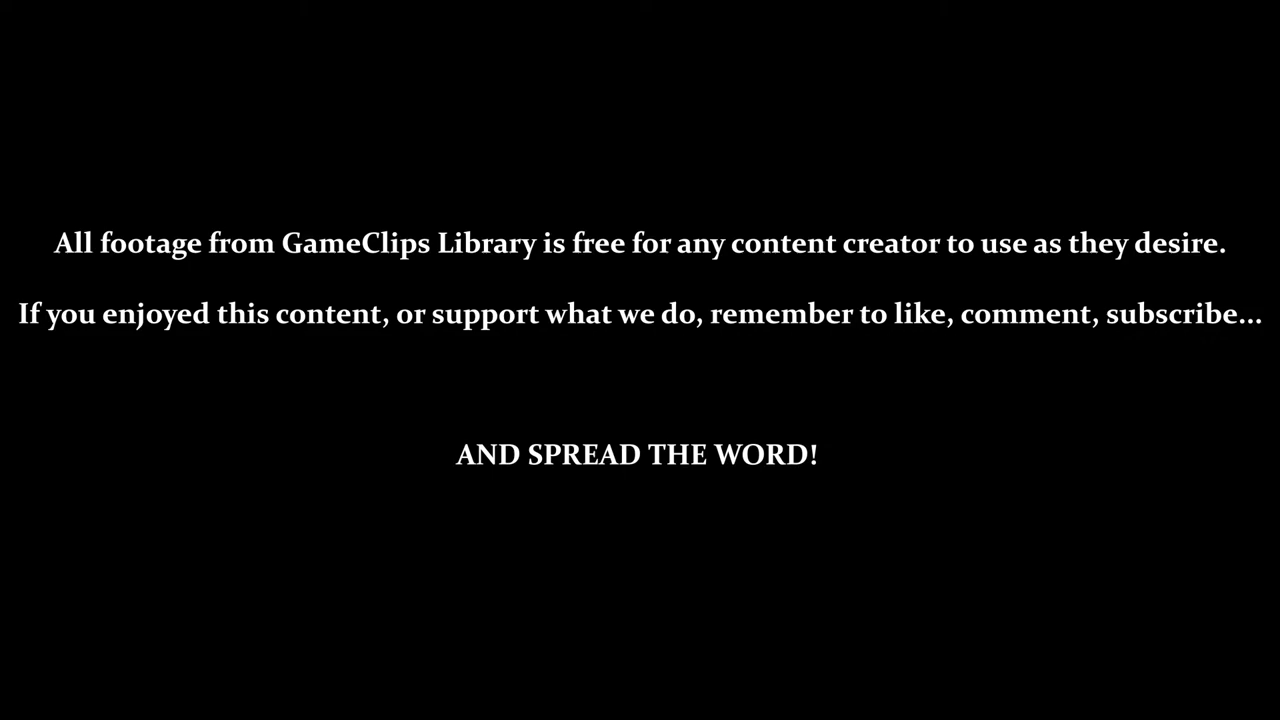 All footage from GameClips Library is free for any content creator to use as they desire.
If you enjoyed this content, or support what we do, remember to like, comment, subscribe...
AND SPREAD THE WORD!